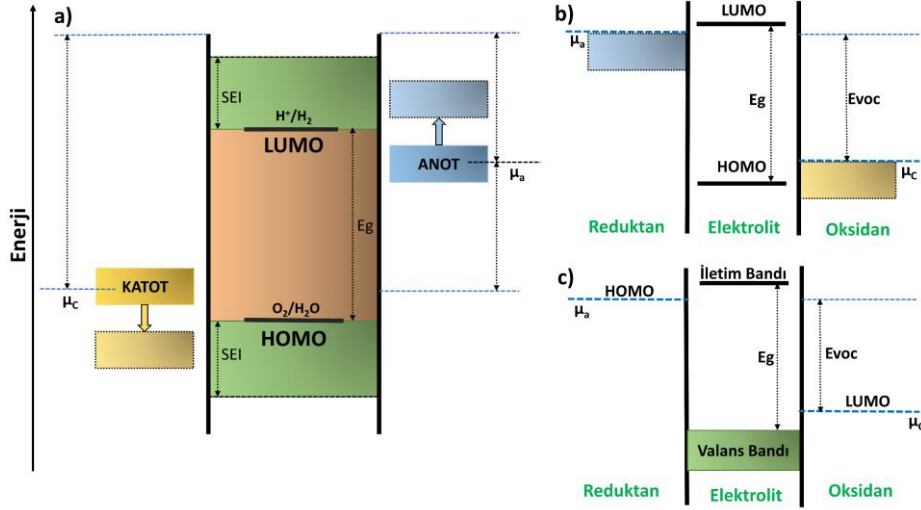 a)
Enerji
SEI
H⁺/H₂
LUMO
ANOT
μa
Eg
KATOT
μc
O₂/H₂O
HOMO
SEI
b)
LUMO
μa
Eg
Evoc
HOMO
μc
Reduktan
Elektrolit
Oksidan
c)
İletim Bandı
HOMO
μa
Eg
Evoc
LUMO
μc
Valans Bandı
Reduktan
Elektrolit
Oksidan